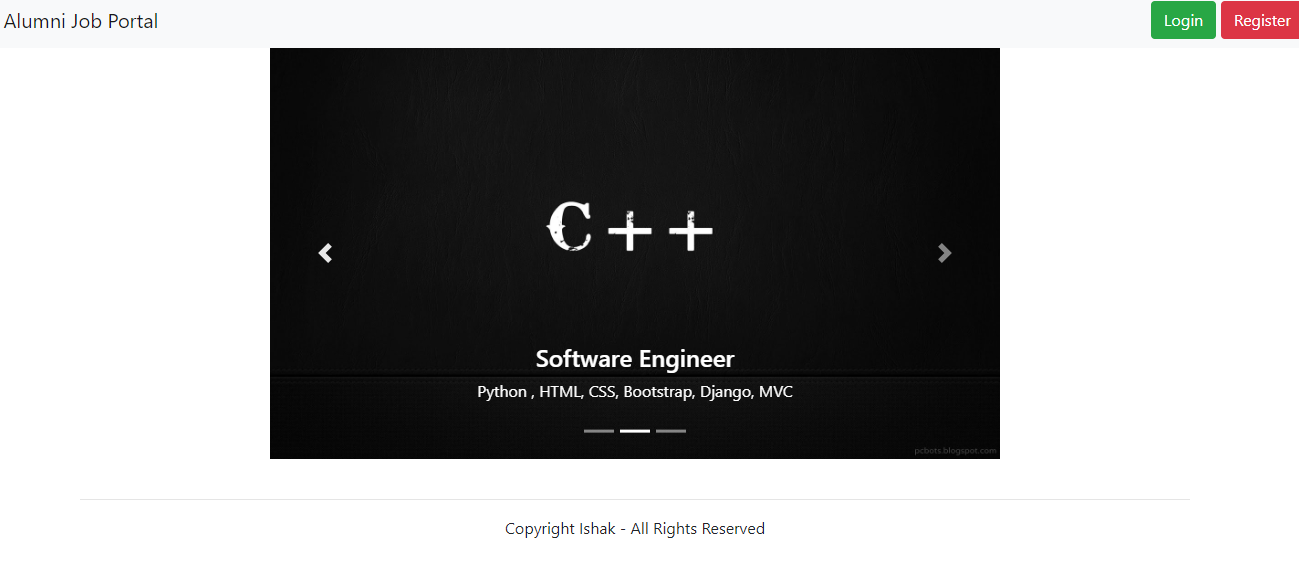 Alumni Job Portal
Login Register
C++
Software Engineer
Python , HTML, CSS, Bootstrap, Django, MVC
pcbots.blogspot.com
Copyright Ishak - All Rights Reserved